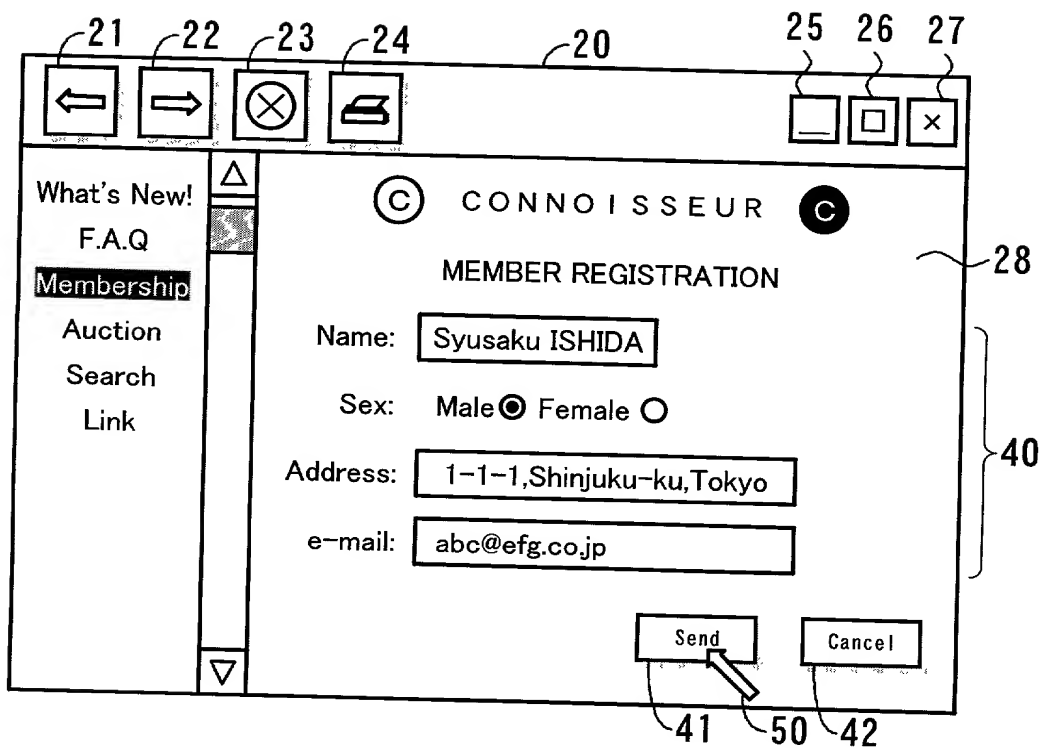 21 22 23 24 20 25 26 27
What's New!
F.A.Q
Membership
Auction
Search
Link
C CONNOISSEUR C
28
MEMBER REGISTRATION
Name: Syusaku ISHIDA
Sex: Male Female
Address: 1-1-1,Shinjuku-ku,Tokyo
40
e-mail: abc@efg.co.jp
Send Cancel
41 50 42